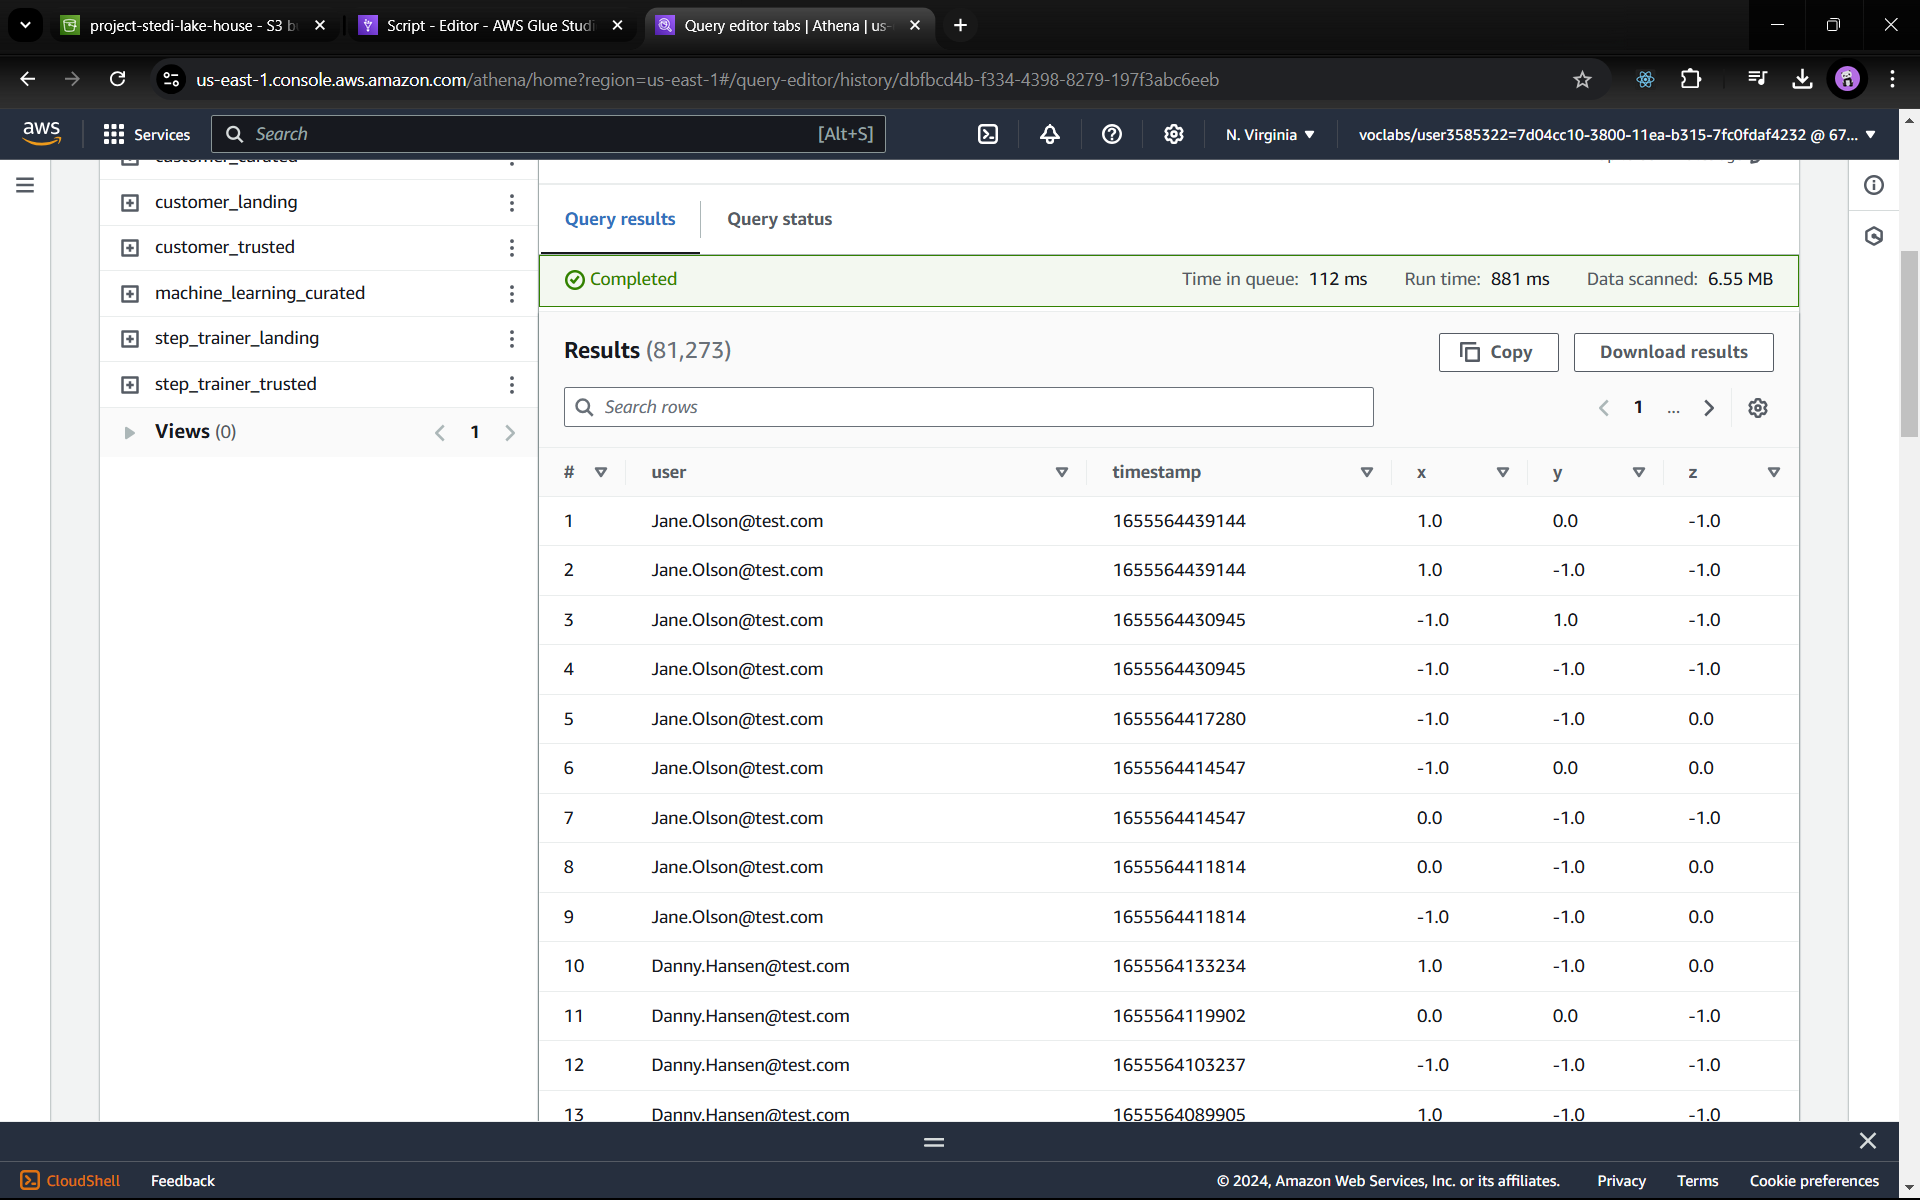 project-stedi-lake-house - S3 b
Script - Editor - AWS Glue Studi
Query editor tabs | Athena | us-
us-east-1.console.aws.amazon.com/athena/home?region=us-east-1#/query-editor/history/dbfbcd4b-f334-4398-8279-197f3abc6eeb
aws
Services
Search
[Alt+S]
N. Virginia
voclabs/user3585322=7d04cc10-3800-11ea-b315-7fc0fdaf4232 @ 67...
customer_curated
customer_landing
customer_trusted
machine_learning_curated
step_trainer_landing
step_trainer_trusted
Views (0)
1
Query results
Query status
Completed
Time in queue: 112 ms
Run time: 881 ms
Data scanned: 6.55 MB
Results (81,273)
Copy
Download results
Search rows
1 ...
# user timestamp x y z
1 Jane.Olson@test.com 1655564439144 1.0 0.0 -1.0
2 Jane.Olson@test.com 1655564439144 1.0 -1.0 -1.0
3 Jane.Olson@test.com 1655564430945 -1.0 1.0 -1.0
4 Jane.Olson@test.com 1655564430945 -1.0 -1.0 -1.0
5 Jane.Olson@test.com 1655564417280 -1.0 -1.0 0.0
6 Jane.Olson@test.com 1655564414547 -1.0 0.0 0.0
7 Jane.Olson@test.com 1655564414547 0.0 -1.0 -1.0
8 Jane.Olson@test.com 1655564411814 0.0 -1.0 0.0
9 Jane.Olson@test.com 1655564411814 -1.0 -1.0 0.0
10 Danny.Hansen@test.com 1655564133234 1.0 -1.0 0.0
11 Danny.Hansen@test.com 1655564119902 0.0 0.0 -1.0
12 Danny.Hansen@test.com 1655564103237 -1.0 -1.0 -1.0
13 Danny.Hansen@test.com 1655564089905 1.0 -1.0 -1.0
CloudShell
Feedback
© 2024, Amazon Web Services, Inc. or its affiliates.
Privacy
Terms
Cookie preferences